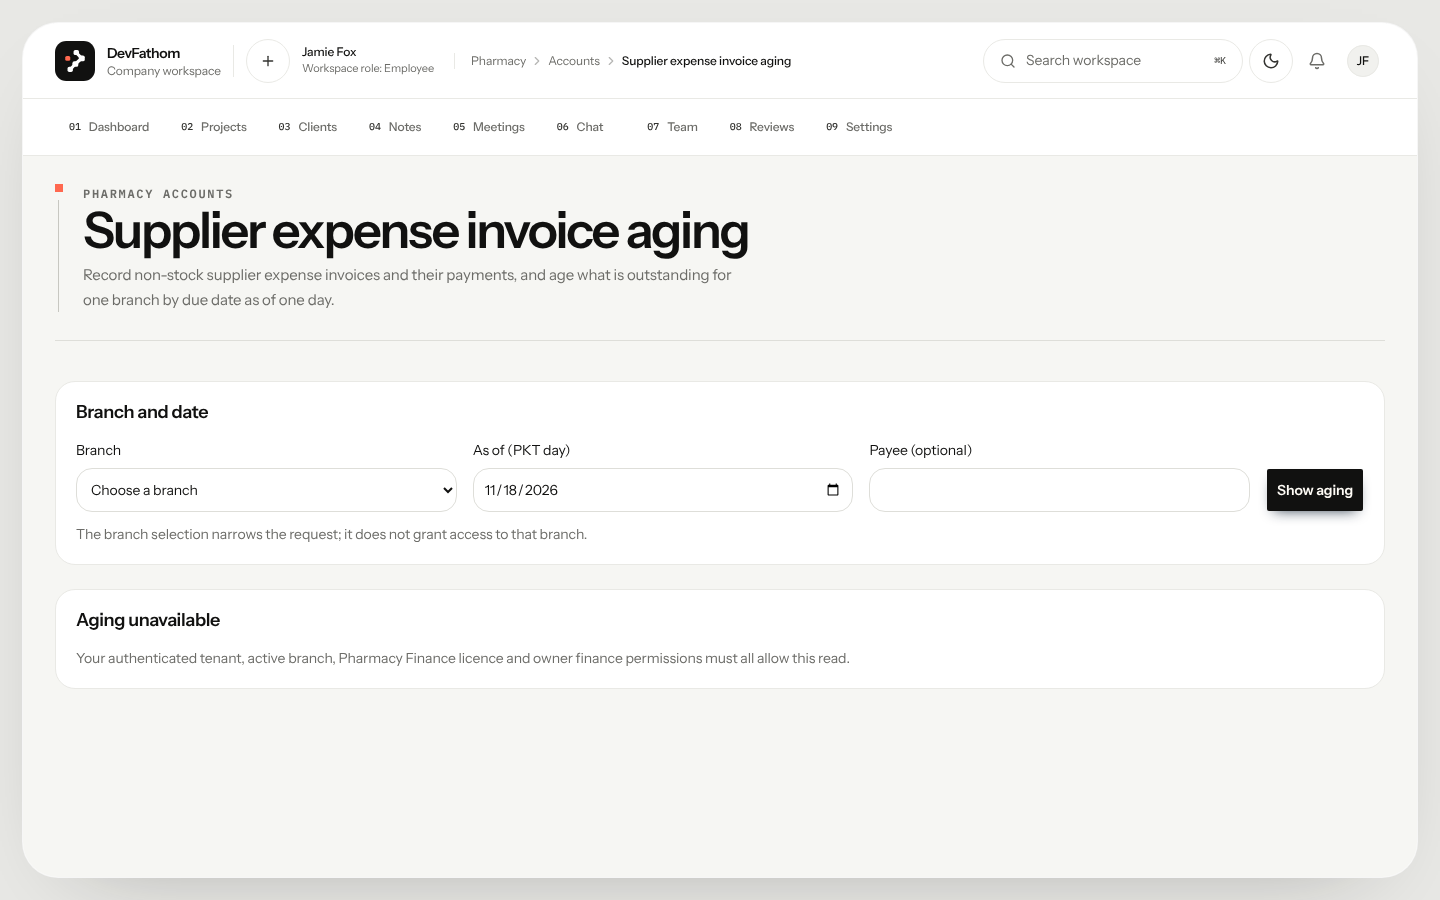 DevFathom
Company workspace
Jamie Fox
Workspace role: Employee
Pharmacy
Accounts
Supplier expense invoice aging
Search workspace
⌘K
JF
01 Dashboard
02 Projects
03 Clients
04 Notes
05 Meetings
06 Chat
07 Team
08 Reviews
09 Settings
PHARMACY ACCOUNTS
Supplier expense invoice aging
Record non-stock supplier expense invoices and their payments, and age what is outstanding for
one branch by due date as of one day.
Branch and date
Branch
As of (PKT day)
Payee (optional)
Choose a branch
11/18/2026
Show aging
The branch selection narrows the request; it does not grant access to that branch.
Aging unavailable
Your authenticated tenant, active branch, Pharmacy Finance licence and owner finance permissions must all allow this read.